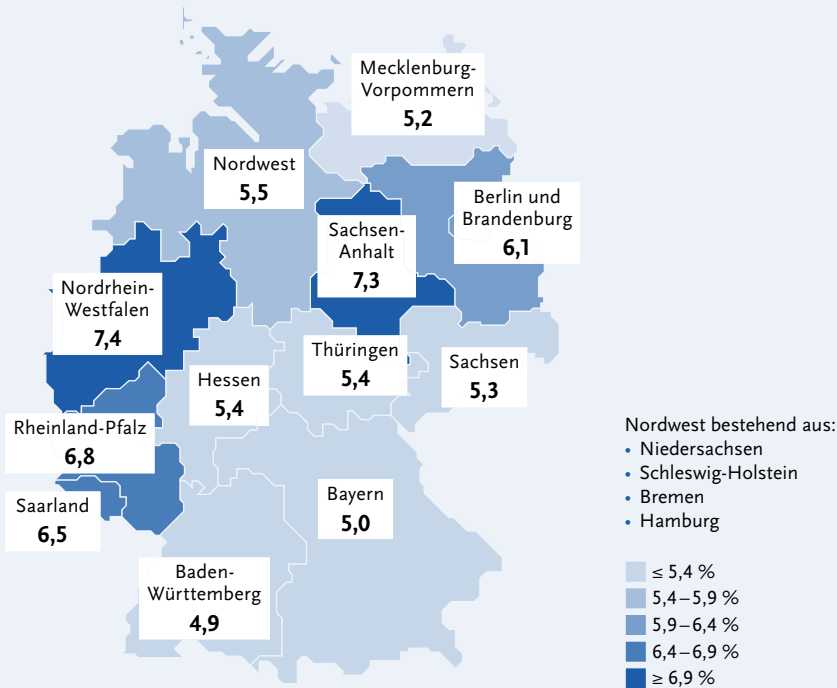 Mecklenburg-
Vorpommern
5,2
Nordwest
5,5
Berlin und
Brandenburg
6,1
Sachsen-
Anhalt
7,3
Nordrhein-
Westfalen
7,4
Thüringen
5,4
Sachsen
5,3
Hessen
5,4
Rheinland-Pfalz
6,8
Saarland
6,5
Bayern
5,0
Baden-
Württemberg
4,9
Nordwest bestehend aus:
• Niedersachsen
• Schleswig-Holstein
• Bremen
• Hamburg
≤ 5,4 %
5,4–5,9 %
5,9–6,4 %
6,4–6,9 %
≥ 6,9 %